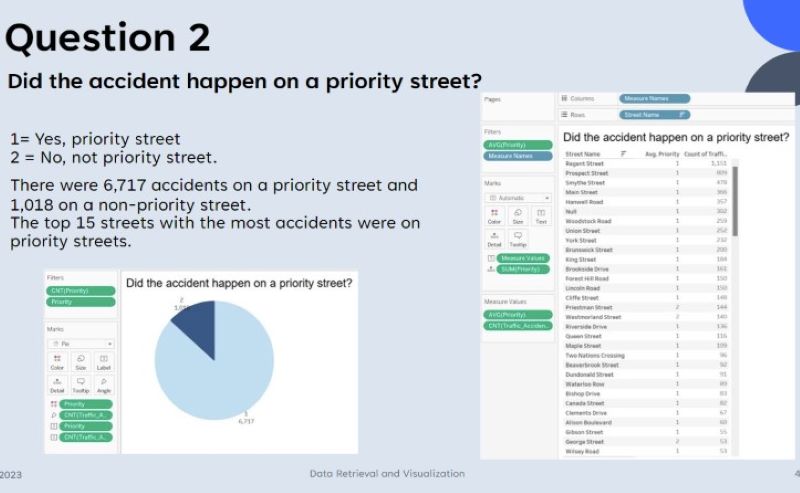 Question 2
Did the accident happen on a priority street?
1= Yes, priority street
2 = No, not priority street.
There were 6,717 accidents on a priority street and
1,018 on a non-priority street.
The top 15 streets with the most accidents were on
priority streets.
Filters
CNT(Priority)
Priority
Marks
Pie
Color Size Label
Detail Tooltip Angle
Priority
CNT(Traffic_A..
Priority
CNT(Traffic_A..
Did the accident happen on a priority street?
2
1
6,717
Pages
Columns Measure Names
Rows Street Name
Filters
AVG(Priority)
Measure Names
Marks
Automatic
Color Size Text
Detail Tooltip
Measure Values
SUM(Priority)
Measure Values
AVG(Priority)
CNT(Traffic_Acciden..
Did the accident happen on a priority street?
Street Name Avg. Priority Count of Traffi..
Regent Street 1 1,151
Prospect Street 1 809
Smythe Street 1 478
Main Street 1 366
Hanwell Road 1 357
Null 1 302
Woodstock Road 1 259
Union Street 1 252
York Street 1 232
Brunswick Street 1 200
King Street 1 184
Brookside Drive 1 161
Forest Hill Road 1 150
Lincoln Road 1 150
Cliffe Street 1 148
Priestman Street 2 144
Westmorland Street 2 140
Riverside Drive 1 136
Queen Street 1 116
Maple Street 1 109
Two Nations Crossing 1 96
Beaverbrook Street 1 92
Dundonald Street 1 91
Waterloo Row 1 89
Bishop Drive 1 83
Canada Street 1 82
Clements Drive 1 67
Alison Boulevard 1 60
Gibson Street 1 55
George Street 2 53
Wilsey Road 1 53
2023
Data Retrieval and Visualization
4